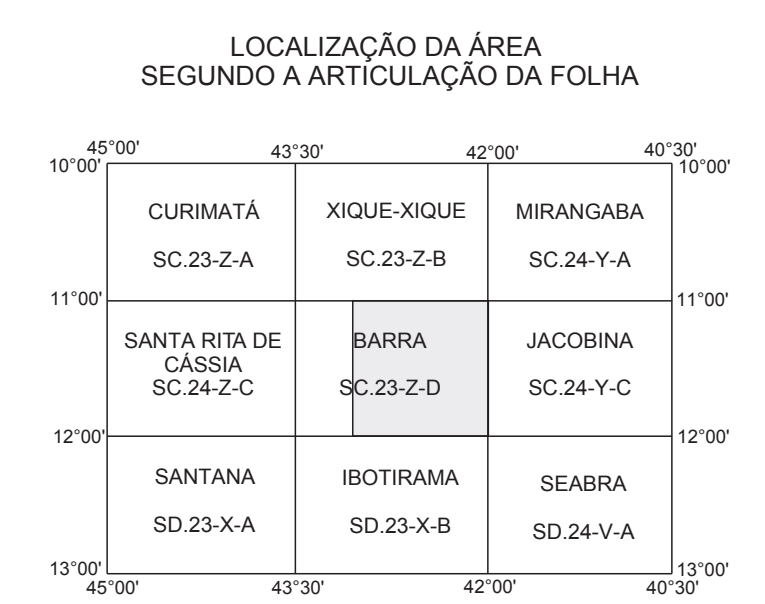 LOCALIZAÇÃO DA ÁREA
SEGUNDO A ARTICULAÇÃO DA FOLHA
45°00' 43°30' 42°00' 40°30'
10°00' 10°00'
CURIMATÁ XIQUE-XIQUE MIRANGABA
SC.23-Z-A SC.23-Z-B SC.24-Y-A
11°00' 11°00'
SANTA RITA DE BARRA JACOBINA
CÁSSIA
SC.24-Z-C SC.23-Z-D SC.24-Y-C
12°00' 12°00'
SANTANA IBOTIRAMA SEABRA
SD.23-X-A SD.23-X-B SD.24-V-A
13°00' 13°00'
45°00' 43°30' 42°00' 40°30'